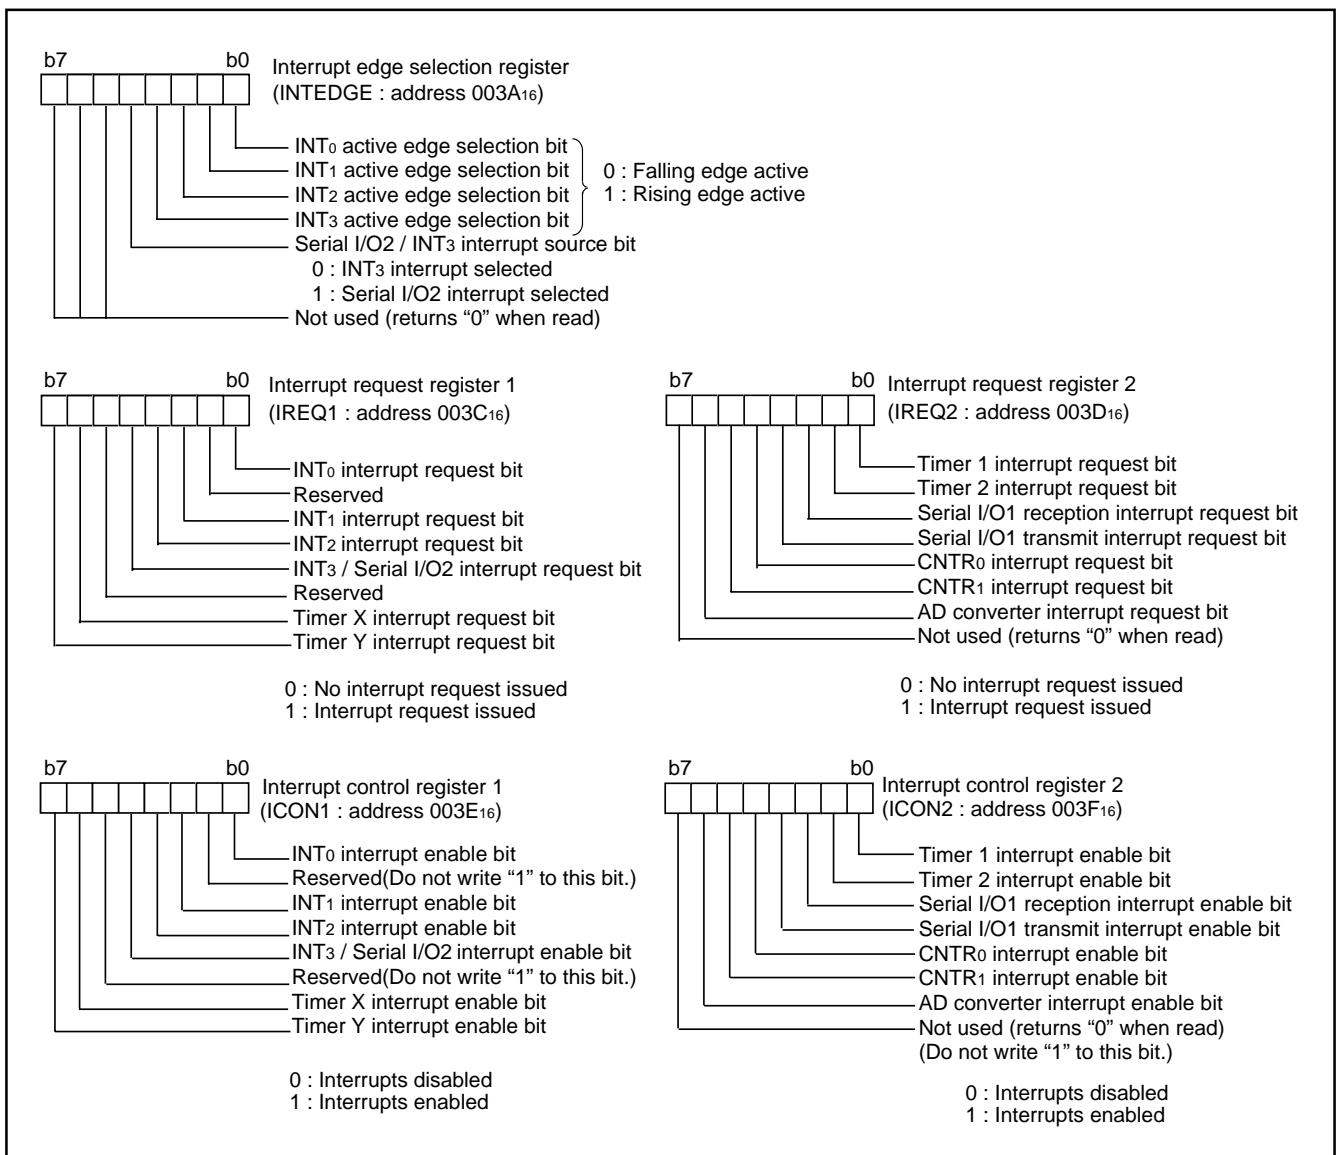 b7 b0
Interrupt edge selection register
(INTEDGE : address 003A16)
INT0 active edge selection bit
INT1 active edge selection bit
INT2 active edge selection bit
INT3 active edge selection bit
0 : Falling edge active
1 : Rising edge active
Serial I/O2 / INT3 interrupt source bit
0 : INT3 interrupt selected
1 : Serial I/O2 interrupt selected
Not used (returns “0” when read)
b7 b0
Interrupt request register 1
(IREQ1 : address 003C16)
INT0 interrupt request bit
Reserved
INT1 interrupt request bit
INT2 interrupt request bit
INT3 / Serial I/O2 interrupt request bit
Reserved
Timer X interrupt request bit
Timer Y interrupt request bit
0 : No interrupt request issued
1 : Interrupt request issued
b7 b0
Interrupt request register 2
(IREQ2 : address 003D16)
Timer 1 interrupt request bit
Timer 2 interrupt request bit
Serial I/O1 reception interrupt request bit
Serial I/O1 transmit interrupt request bit
CNTR0 interrupt request bit
CNTR1 interrupt request bit
AD converter interrupt request bit
Not used (returns “0” when read)
0 : No interrupt request issued
1 : Interrupt request issued
b7 b0
Interrupt control register 1
(ICON1 : address 003E16)
INT0 interrupt enable bit
Reserved(Do not write “1” to this bit.)
INT1 interrupt enable bit
INT2 interrupt enable bit
INT3 / Serial I/O2 interrupt enable bit
Reserved(Do not write “1” to this bit.)
Timer X interrupt enable bit
Timer Y interrupt enable bit
0 : Interrupts disabled
1 : Interrupts enabled
b7 b0
Interrupt control register 2
(ICON2 : address 003F16)
Timer 1 interrupt enable bit
Timer 2 interrupt enable bit
Serial I/O1 reception interrupt enable bit
Serial I/O1 transmit interrupt enable bit
CNTR0 interrupt enable bit
CNTR1 interrupt enable bit
AD converter interrupt enable bit
Not used (returns “0” when read)
(Do not write “1” to this bit.)
0 : Interrupts disabled
1 : Interrupts enabled